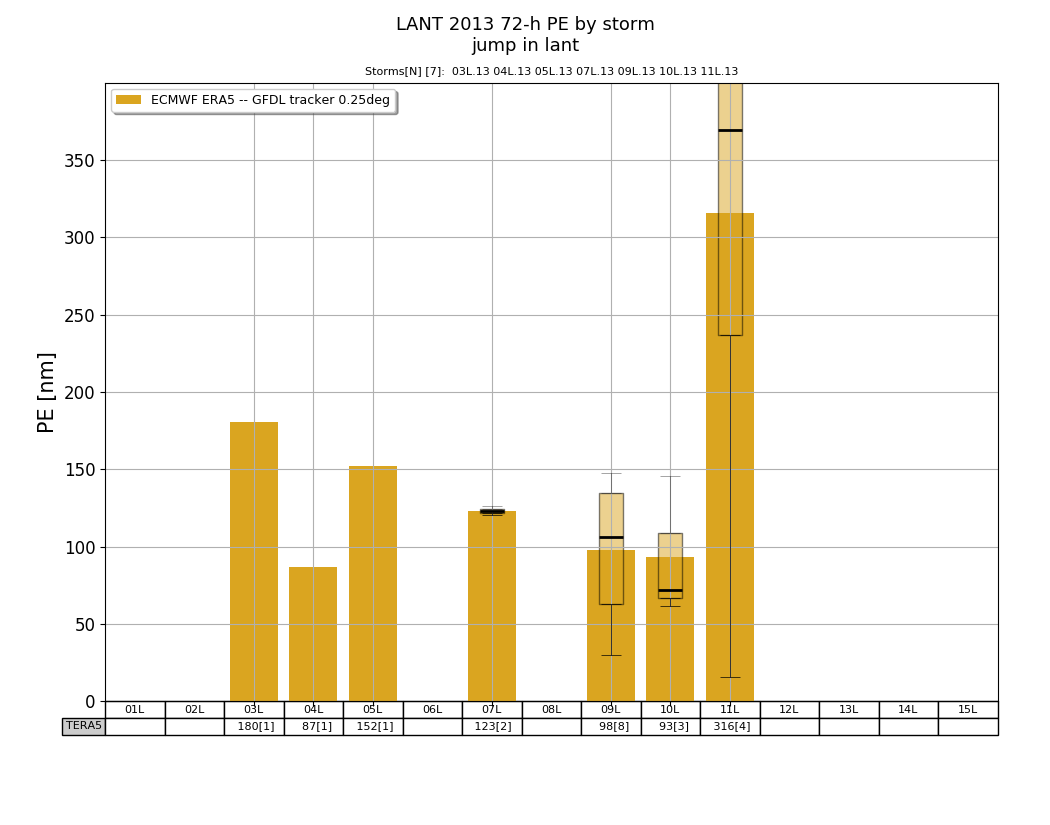 LANT 2013 72-h PE by storm
jump in lant
Storms[N] [7]:  03L.13 04L.13 05L.13 07L.13 09L.13 10L.13 11L.13
ECMWF ERA5 -- GFDL tracker 0.25deg
PE [nm]
350
300
250
200
150
100
50
0
01L 02L 03L 04L 05L 06L 07L 08L 09L 10L 11L 12L 13L 14L 15L
TERA5 180[1] 87[1] 152[1] 123[2] 98[8] 93[3] 316[4]